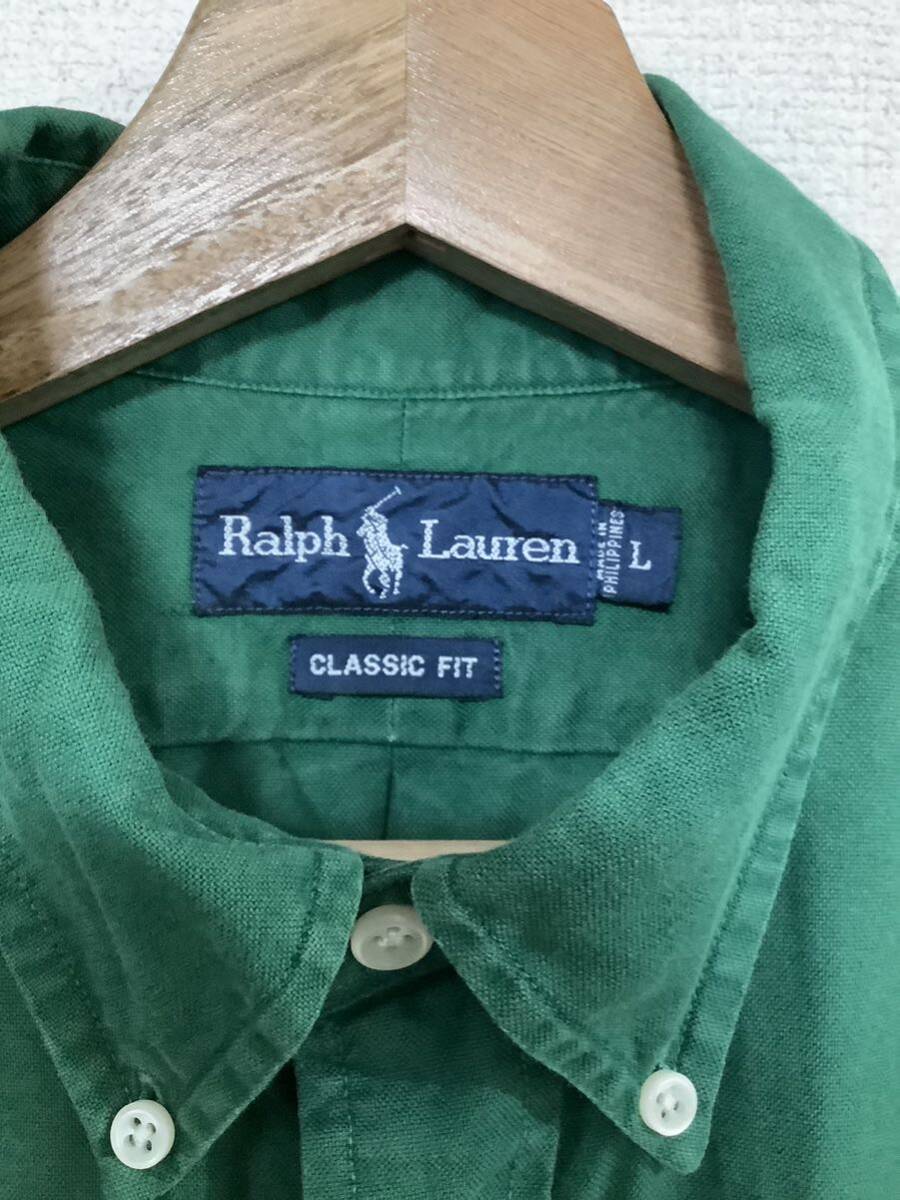 Ralph Lauren
MADE IN
PHILIPPINES
L
CLASSIC FIT